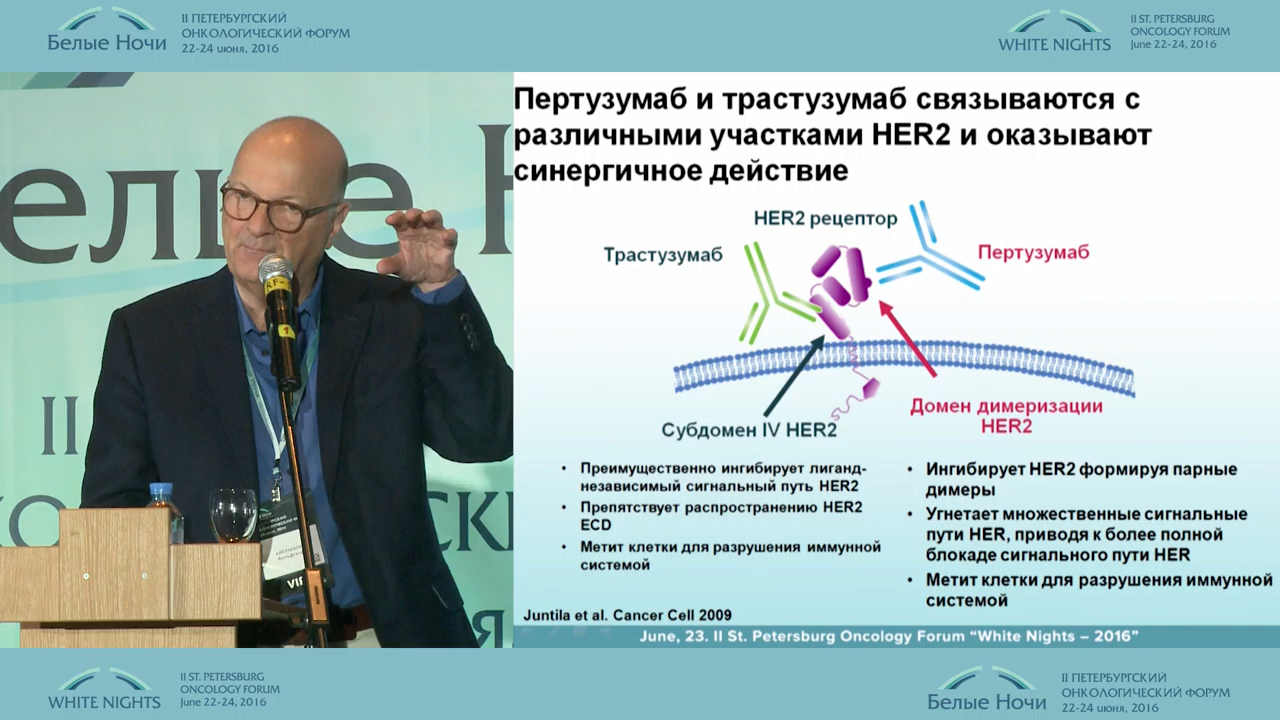 Белые Ночи
II ПЕТЕРБУРГСКИЙ
ОНКОЛОГИЧЕСКИЙ ФОРУМ
22-24 июня, 2016
WHITE NIGHTS
II ST. PETERSBURG
ONCOLOGY FORUM
June 22-24, 2016
II
VIP
Пертузумаб и трастузумаб связываются с
различными участками HER2 и оказывают
синергичное действие
HER2 рецептор
Трастузумаб
Пертузумаб
Домен димеризации
HER2
Субдомен IV HER2
• Преимущественно ингибирует лиганд-
независимый сигнальный путь HER2
• Препятствует распространению HER2
ECD
• Метит клетки для разрушения иммунной
системой
• Ингибирует HER2 формируя парные
димеры
• Угнетает множественные сигнальные
пути HER, приводя к более полной
блокаде сигнального пути HER
• Метит клетки для разрушения иммунной
системой
Juntila et al. Cancer Cell 2009
June, 23. II St. Petersburg Oncology Forum “White Nights – 2016”
WHITE NIGHTS
II ST. PETERSBURG
ONCOLOGY FORUM
June 22-24, 2016
Белые Ночи
II ПЕТЕРБУРГСКИЙ
ОНКОЛОГИЧЕСКИЙ ФОРУМ
22-24 июня, 2016